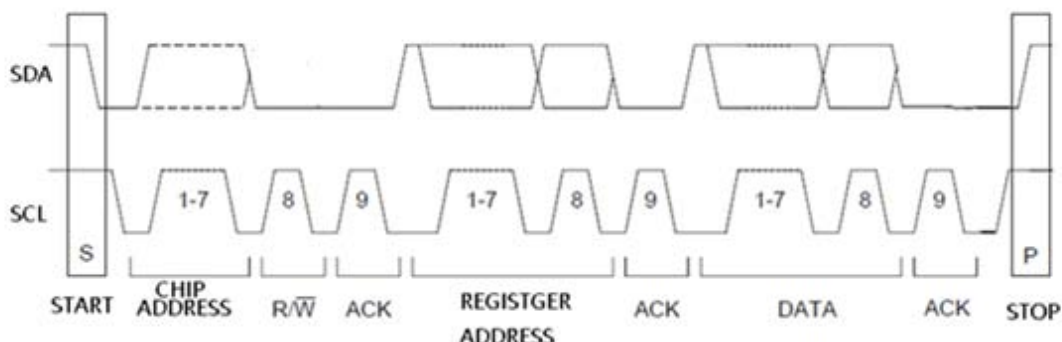 SDA
SCL
1-7 8 9 1-7 8 9 1-7 8 9
S P
START CHIP ADDRESS R/W̅ ACK REGISTGER ADDRESS ACK DATA ACK STOP